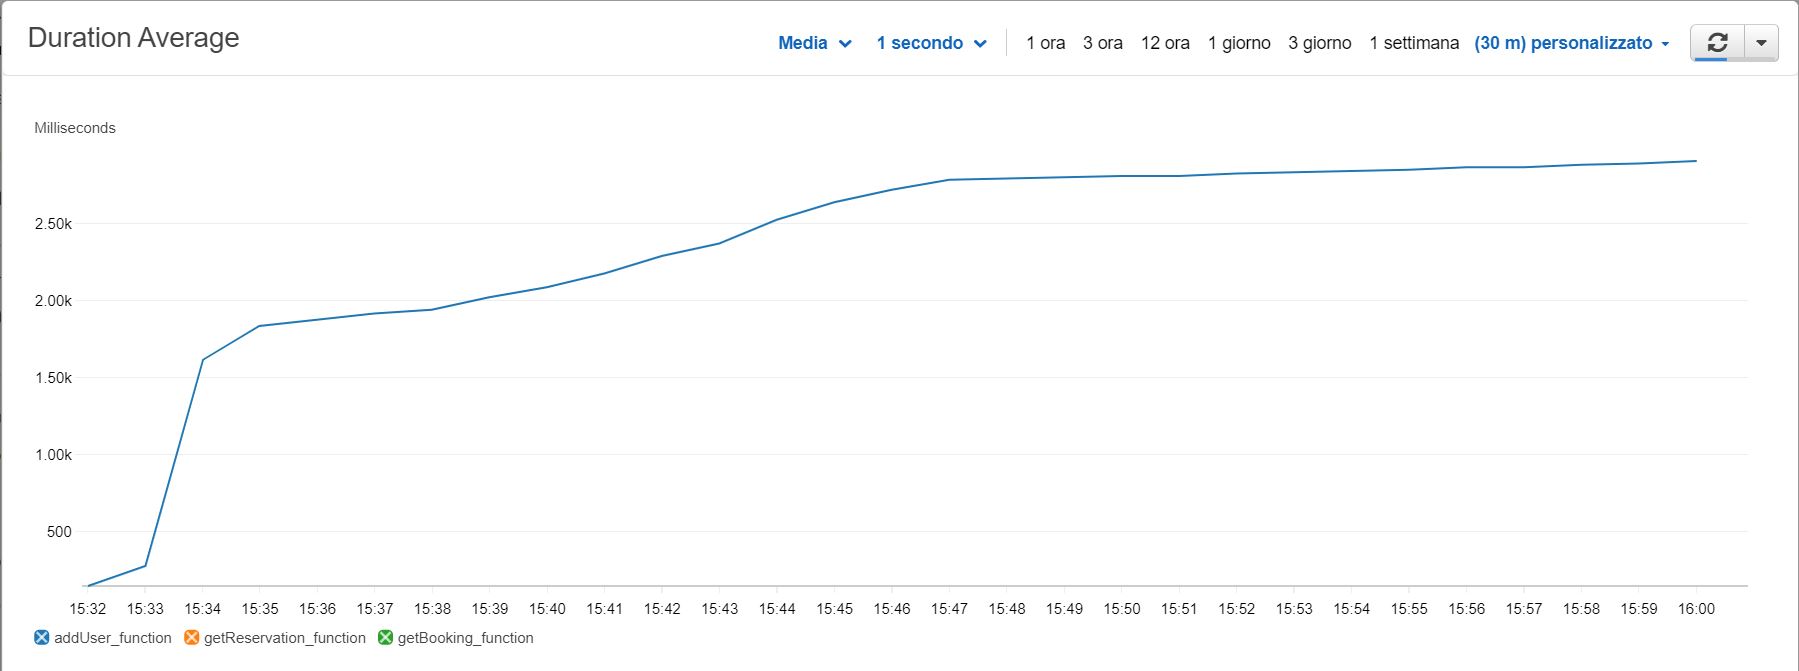 Duration Average
Media 1 secondo 1 ora 3 ora 12 ora 1 giorno 3 giorno 1 settimana (30 m) personalizzato
Milliseconds
2.50k
2.00k
1.50k
1.00k
500
15:32 15:33 15:34 15:35 15:36 15:37 15:38 15:39 15:40 15:41 15:42 15:43 15:44 15:45 15:46 15:47 15:48 15:49 15:50 15:51 15:52 15:53 15:54 15:55 15:56 15:57 15:58 15:59 16:00
addUser_function getReservation_function getBooking_function